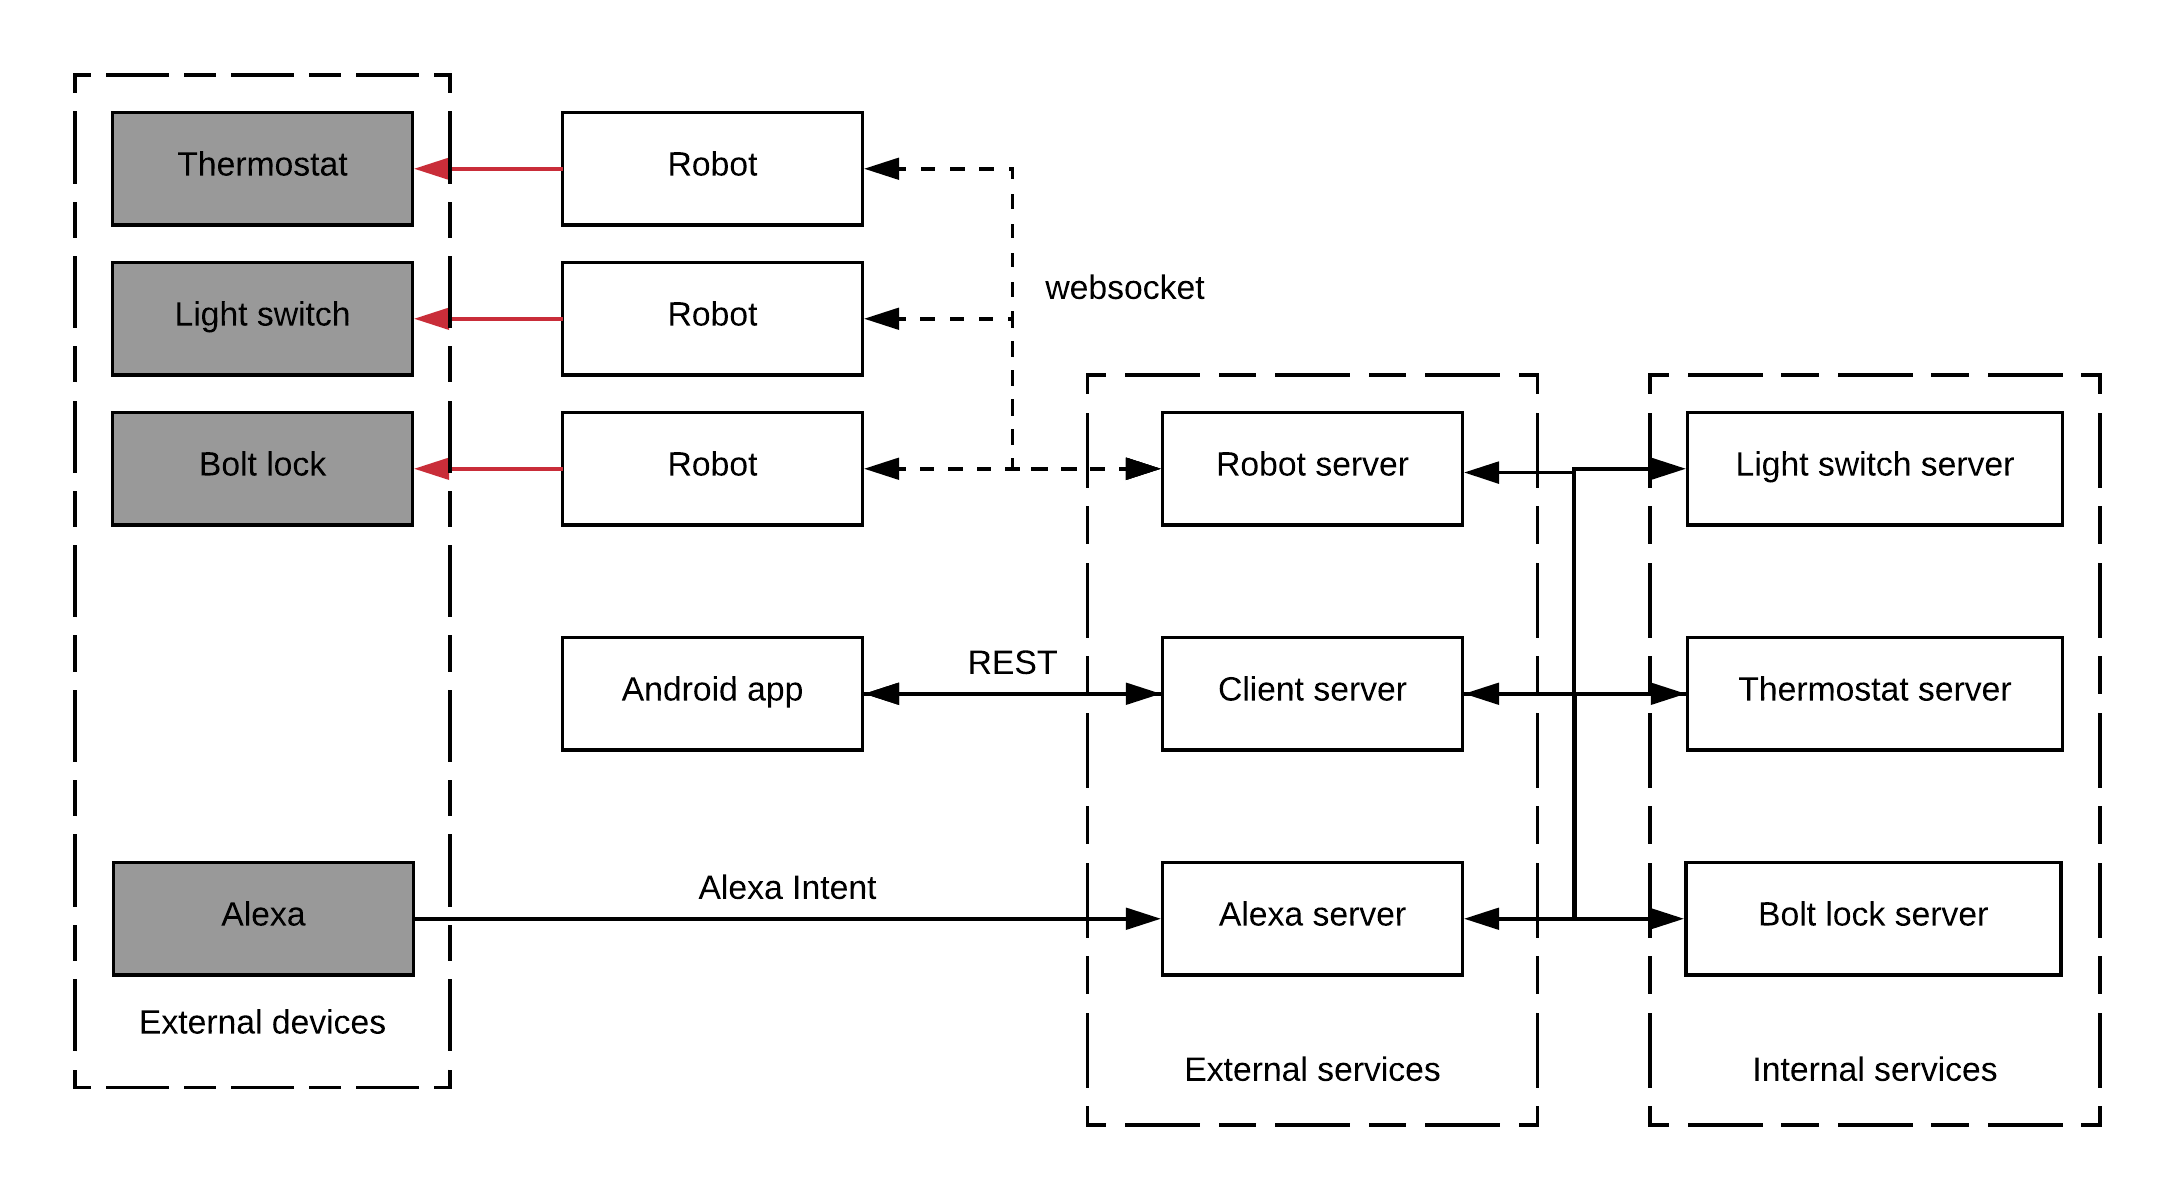 Thermostat
Robot
Light switch
Robot
websocket
Bolt lock
Robot
Robot server
Light switch server
REST
Android app
Client server
Thermostat server
Alexa Intent
Alexa
Alexa server
Bolt lock server
External devices
External services
Internal services